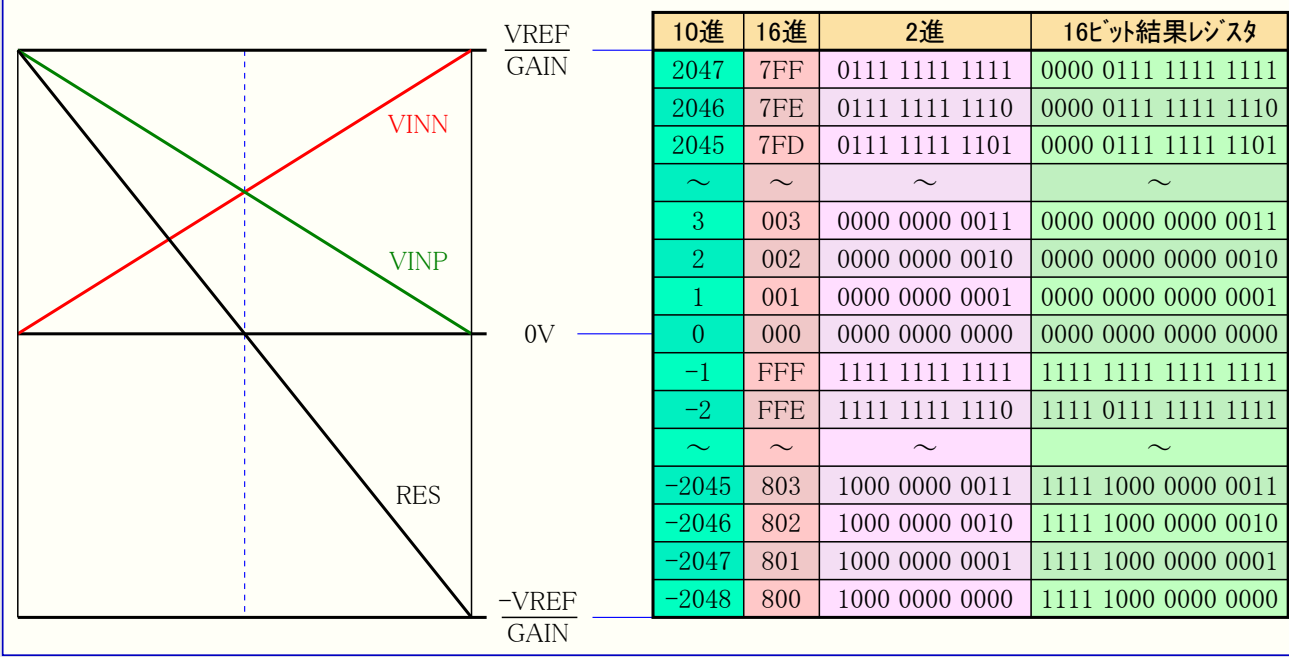 VREF
GAIN
VINN
VINP
0V
RES
-VREF
GAIN
10進 16進 2進 16ﾋﾞｯﾄ結果ﾚｼﾞｽﾀ
2047 7FF 0111 1111 1111 0000 0111 1111 1111
2046 7FE 0111 1111 1110 0000 0111 1111 1110
2045 7FD 0111 1111 1101 0000 0111 1111 1101
～ ～ ～ ～
3 003 0000 0000 0011 0000 0000 0000 0011
2 002 0000 0000 0010 0000 0000 0000 0010
1 001 0000 0000 0001 0000 0000 0000 0001
0 000 0000 0000 0000 0000 0000 0000 0000
-1 FFF 1111 1111 1111 1111 1111 1111 1111
-2 FFE 1111 1111 1110 1111 0111 1111 1111
～ ～ ～ ～
-2045 803 1000 0000 0011 1111 1000 0000 0011
-2046 802 1000 0000 0010 1111 1000 0000 0010
-2047 801 1000 0000 0001 1111 1000 0000 0001
-2048 800 1000 0000 0000 1111 1000 0000 0000